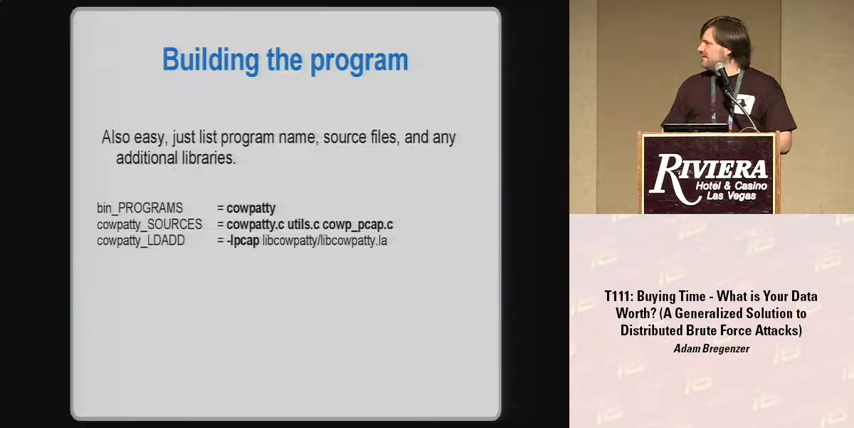 Building the program
Also easy, just list program name, source files, and any
additional libraries.
bin_PROGRAMS = cowpatty
cowpatty_SOURCES = cowpatty.c utils.c cowp_pcap.c
cowpatty_LDADD = -lpcap libcowpatty/libcowpatty.la
RIVIERA
Hotel & Casino
Las Vegas
T111: Buying Time - What is Your Data
Worth? (A Generalized Solution to
Distributed Brute Force Attacks)
Adam Bregenzer